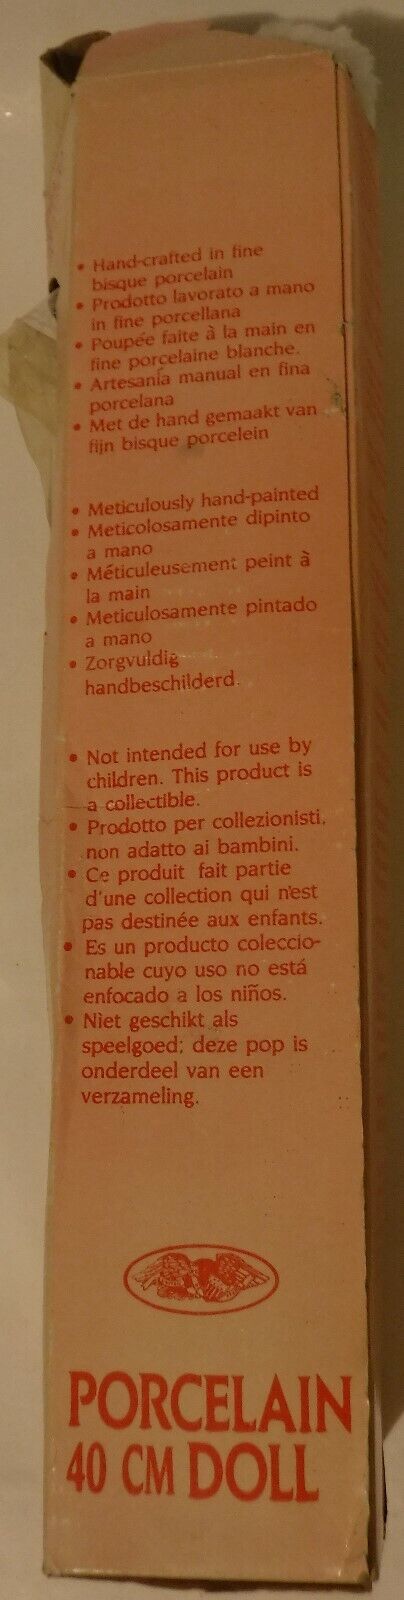 • Hand-crafted in fine
bisque porcelain
• Prodotto lavorato a mano
in fine porcellana
• Poupée faite à la main en
fine porcelaine blanche.
• Artesanía manual en fina
porcelana
• Met de hand gemaakt van
fijn bisque porcelein
• Meticulously hand-painted
• Meticolosamente dipinto
a mano
• Méticuleusement peint à
la main
• Meticulosamente pintado
a mano
• Zorgvuldig
handbeschilderd.
• Not intended for use by
children. This product is
a collectible.
• Prodotto per collezionisti,
non adatto ai bambini.
• Ce produit fait partie
d'une collection qui n'est
pas destinée aux enfants.
• Es un producto coleccio-
nable cuyo uso no está
enfocado a los niños.
• Niet geschikt als
speelgoed; deze pop is
onderdeel van een
verzameling.
PORCELAIN
40 CM DOLL